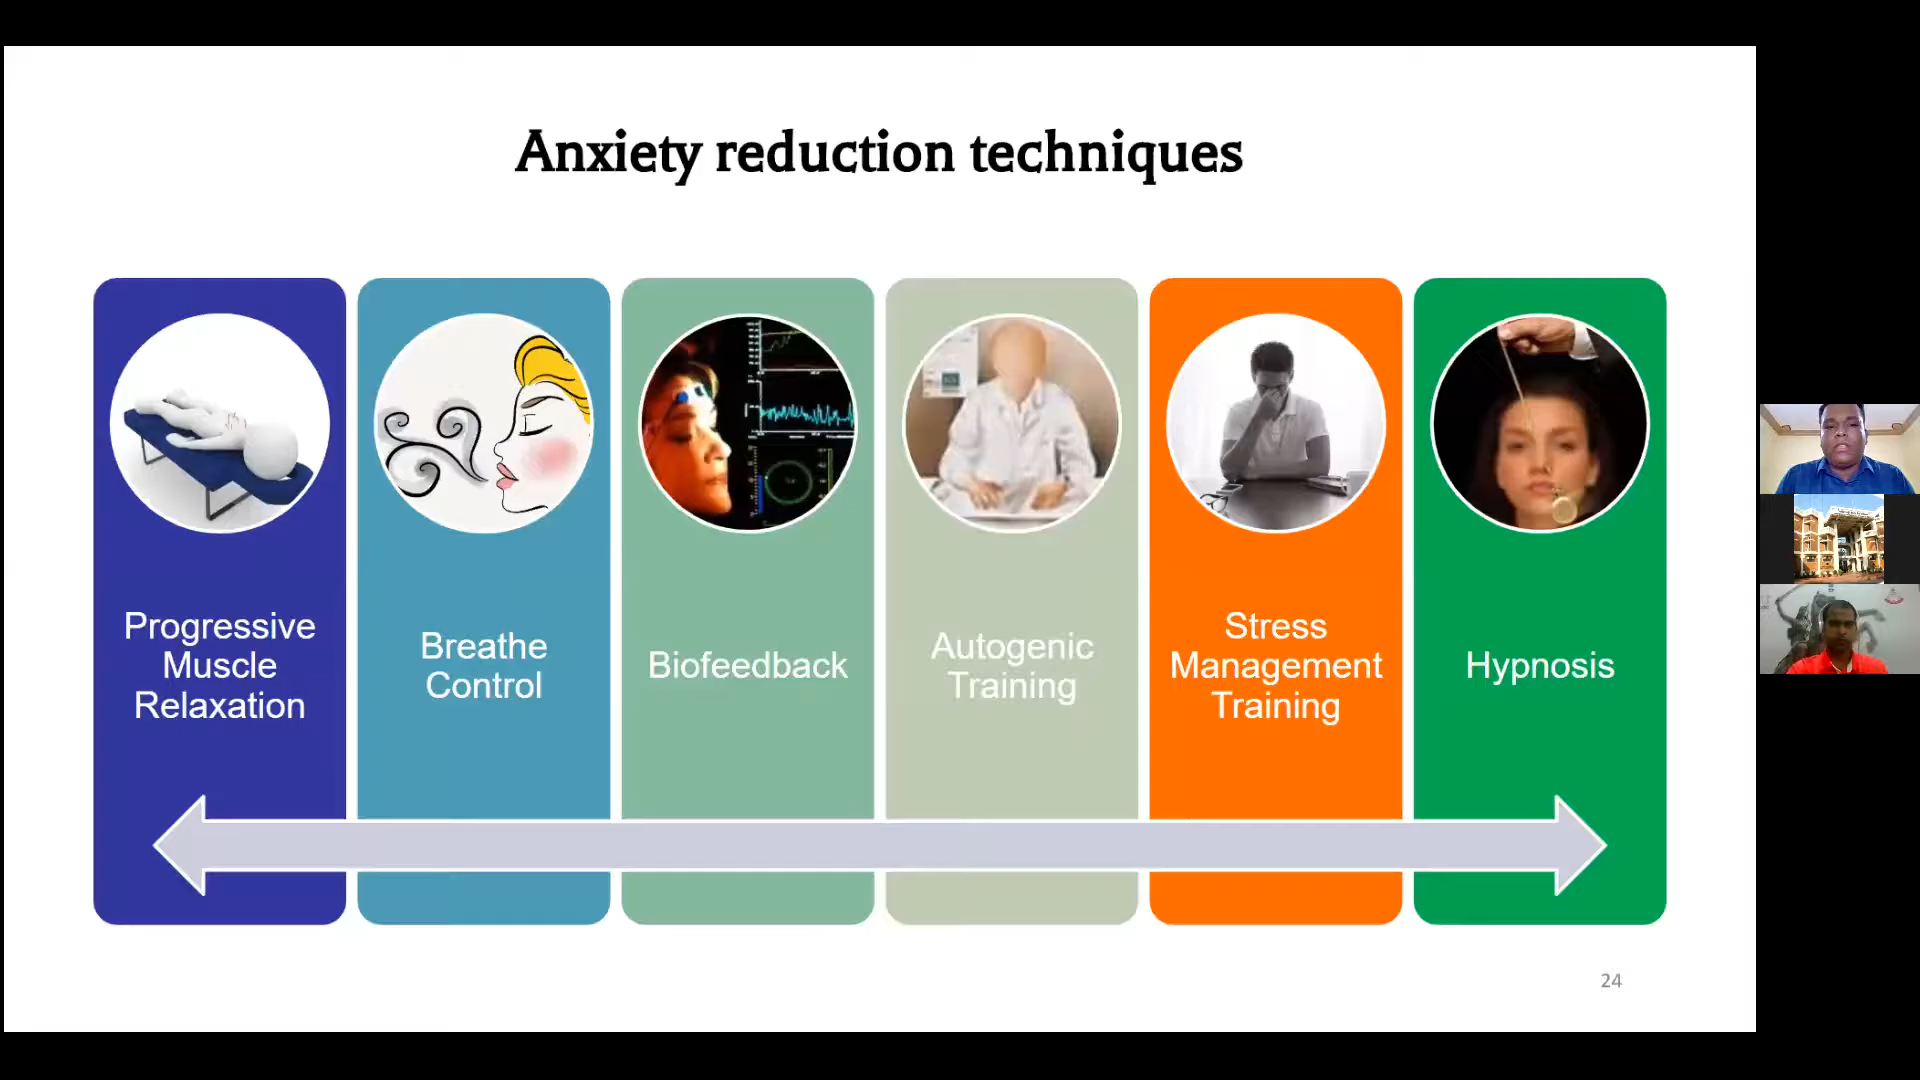 Anxiety reduction techniques
Progressive
Muscle
Relaxation
Breathe
Control
Biofeedback
Autogenic
Training
Stress
Management
Training
Hypnosis
24